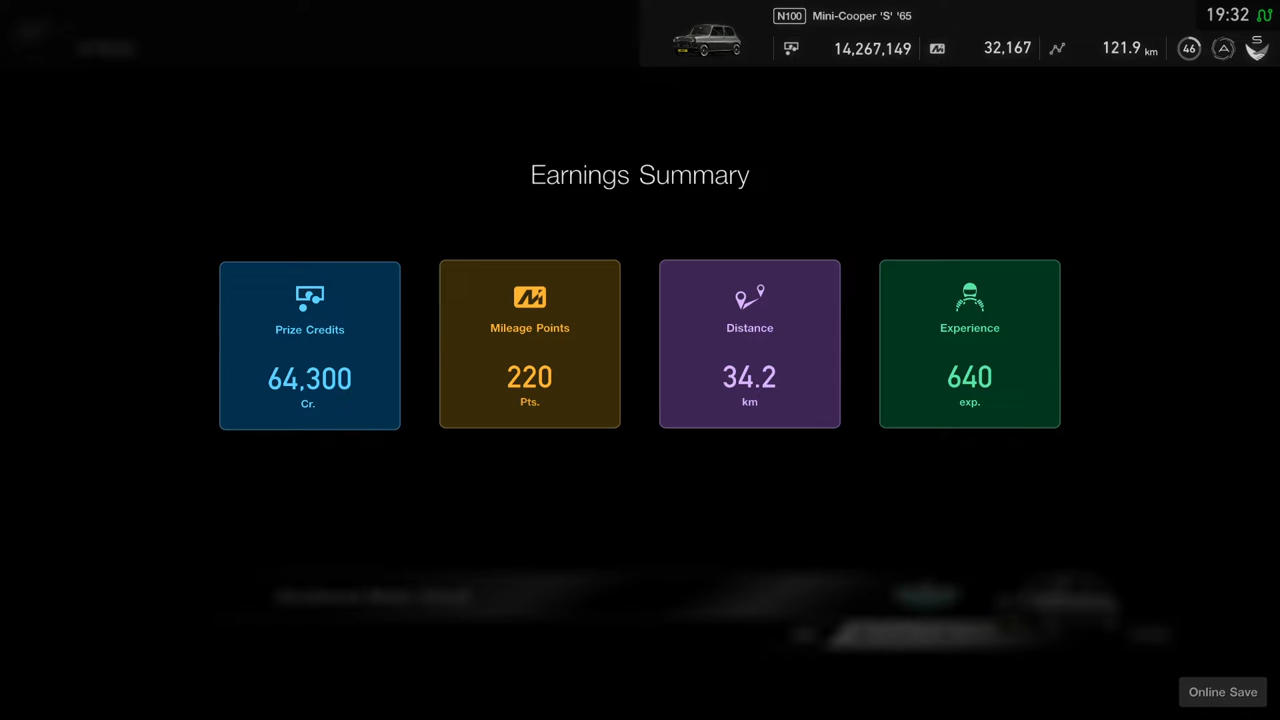 19:32
N100 Mini-Cooper 'S' '65
14,267,149 32,167 121.9 km 46 A S
Earnings Summary
Prize Credits
64,300
Cr.
Mileage Points
220
Pts.
Distance
34.2
km
Experience
640
exp.
Online Save